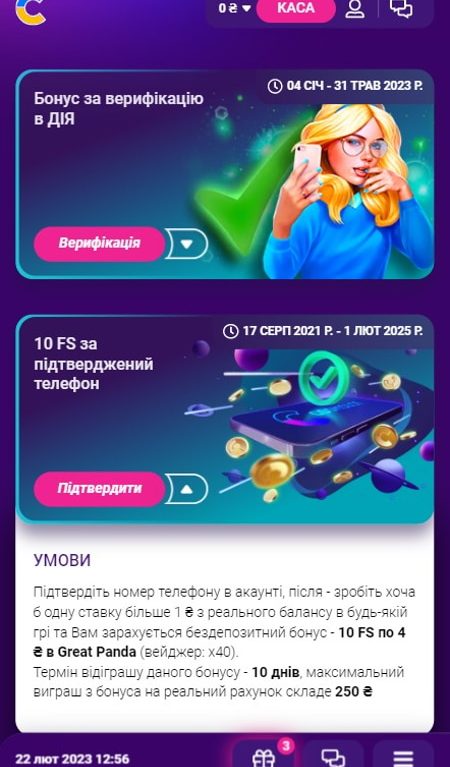 0 ₴ КАСА
04 СІЧ - 31 ТРАВ 2023 Р.
Бонус за верифікацію
в ДІЯ
Верифікація
17 СЕРП 2021 Р. - 1 ЛЮТ 2025 Р.
10 FS за
підтверджений
телефон
Підтвердити
УМОВИ
Підтвердіть номер телефону в акаунті, після - зробіть хоча
б одну ставку більше 1 ₴ з реального балансу в будь-якій
грі та Вам зарахується бездепозитний бонус - 10 FS по 4
₴ в Great Panda (вейджер: x40).
Термін відіграшу даного бонусу - 10 днів, максимальний
виграш з бонуса на реальний рахунок складе 250 ₴
3
22 лют 2023 12:56